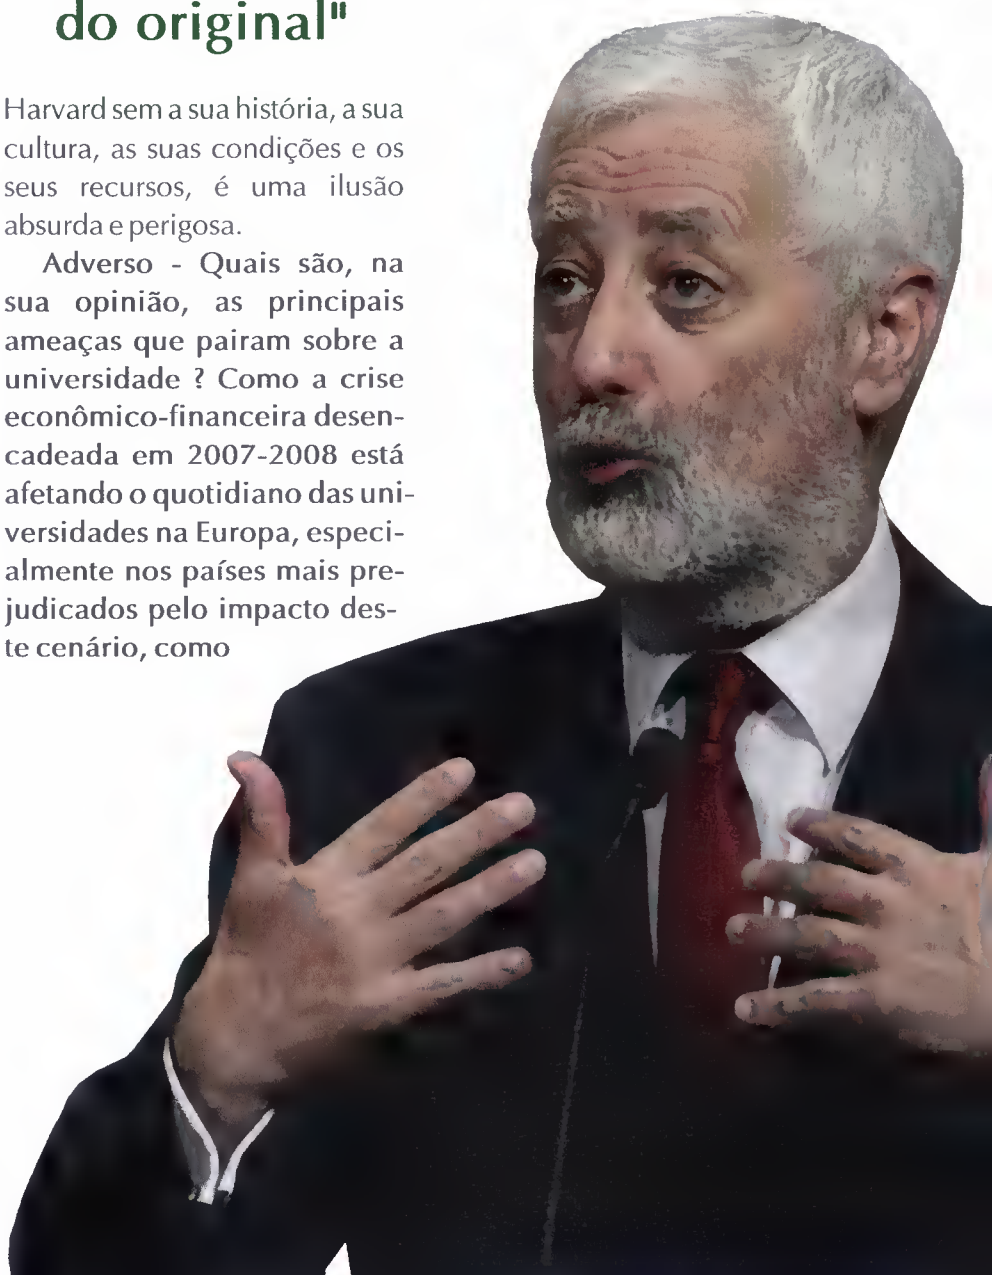 do original"
Harvard sem a sua história, a sua
cultura, as suas condições e os
seus recursos, é uma ilusão
absurda e perigosa.
Adverso - Quais são, na
sua opinião, as principais
ameaças que pairam sobre a
universidade ? Como a crise
econômico-financeira desen-
cadeada em 2007-2008 está
afetando o quotidiano das uni-
versidades na Europa, especi-
almente nos países mais pre-
judicados pelo impacto des-
te cenário, como